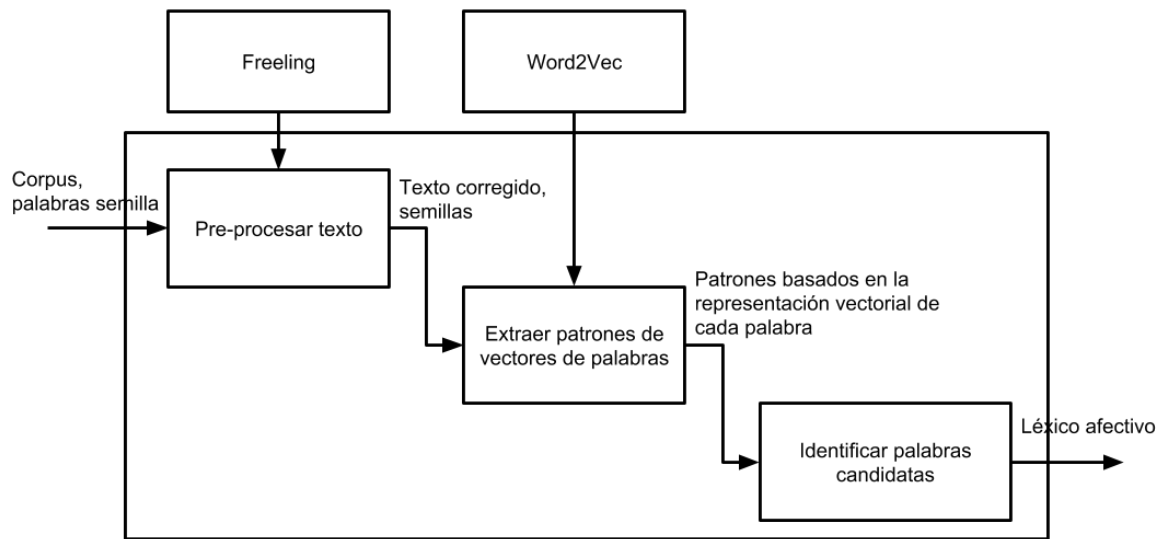 Freeling
Word2Vec
Corpus,
palabras semilla
Pre-procesar texto
Texto corregido,
semillas
Extraer patrones de
vectores de palabras
Patrones basados en la
representación vectorial de
cada palabra
Identificar palabras
candidatas
Léxico afectivo